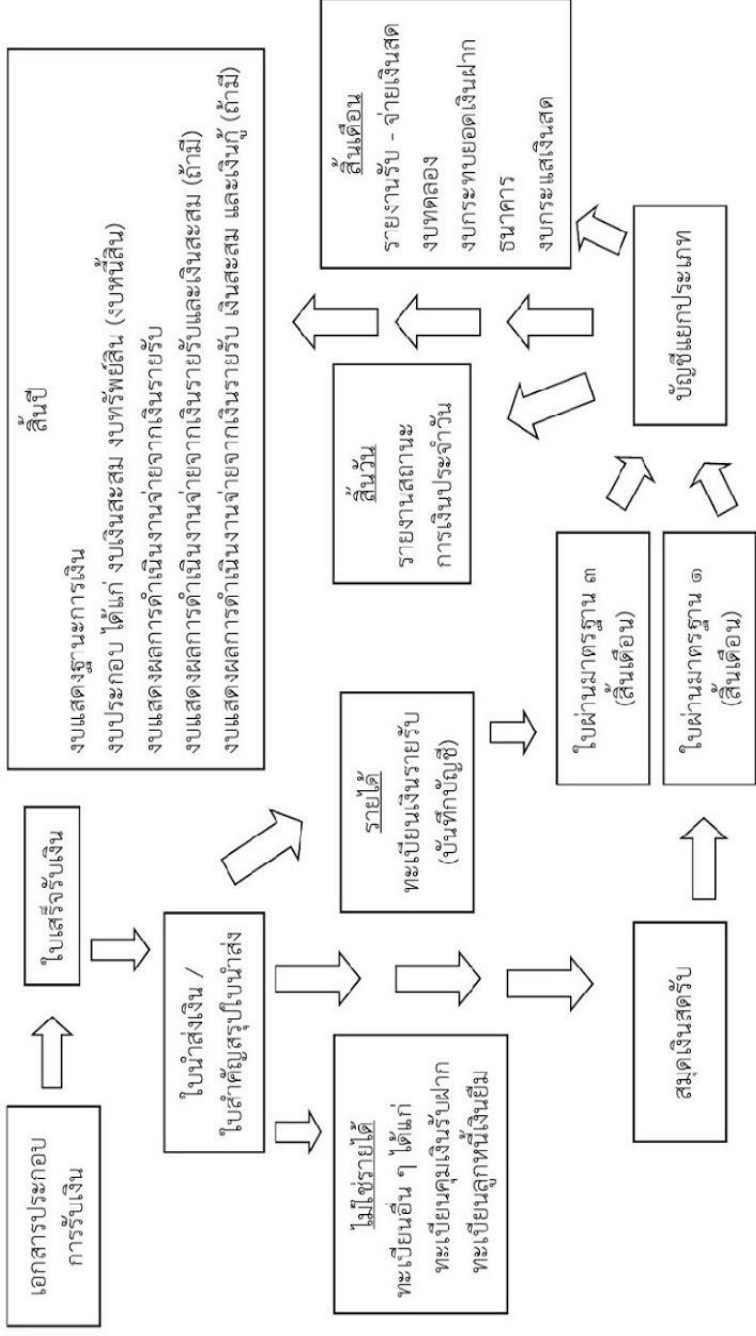 เอกสารประกอบ
การรับเงิน
ใบเสร็จรับเงิน
ใบนำส่งเงิน /
ใบสำคัญสรุปใบนำส่ง
ไม่ใช่รายได้
ทะเบียนอื่น ๆ ได้แก่
ทะเบียนคุมเงินรับฝาก
ทะเบียนลูกหนี้เงินยืม
รายได้
ทะเบียนเงินรายรับ
(บันทึกบัญชี)
สมุดเงินสดรับ
ใบผ่านมาตรฐาน ๓
(สิ้นเดือน)
ใบผ่านมาตรฐาน ๑
(สิ้นเดือน)
บัญชีแยกประเภท
สิ้นวัน
รายงานสถานะ
การเงินประจำวัน
สิ้นเดือน
รายงานรับ - จ่ายเงินสด
งบทดลอง
งบกระทบยอดเงินฝาก
ธนาคาร
งบกระแสเงินสด
สิ้นปี
งบแสดงฐานะการเงิน
งบประกอบ ได้แก่ งบเงินสะสม งบทรัพย์สิน (งบหนี้สิน)
งบแสดงผลการดำเนินงานจ่ายจากเงินรายรับ
งบแสดงผลการดำเนินงานจ่ายจากเงินรายรับและเงินสะสม (ถ้ามี)
งบแสดงผลการดำเนินงานจ่ายจากเงินรายรับ เงินสะสม และเงินกู้ (ถ้ามี)